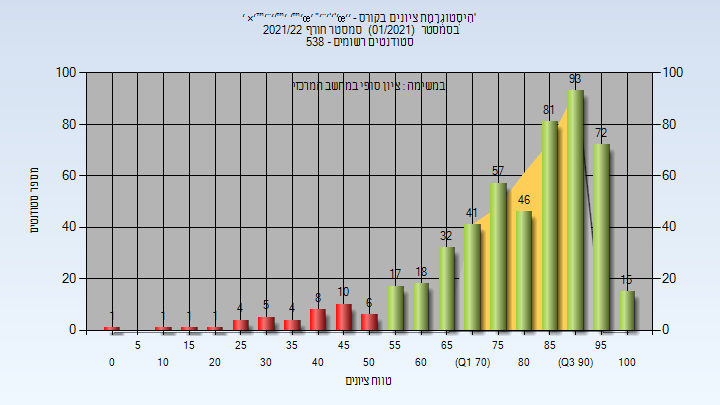 היסטוגרמת ציונים בקורס -
בסמסטר (01/2021) סמסטר חורף 2021/22
538 - סטודנטים רשומים
במשימה : ציון סופי במחשב המרכזי
100 100
80 80
60 60
40 40
20 20
0 0
מספר סטודנטים
1 1 1 1 4 5 4 8 10 6 17 18 32 41 57 46 81 93 72 15
5 15 25 35 45 55 65 75 85 95
0 10 20 30 40 50 60 (Q1 70) 80 (Q3 90) 100
טווח ציונים